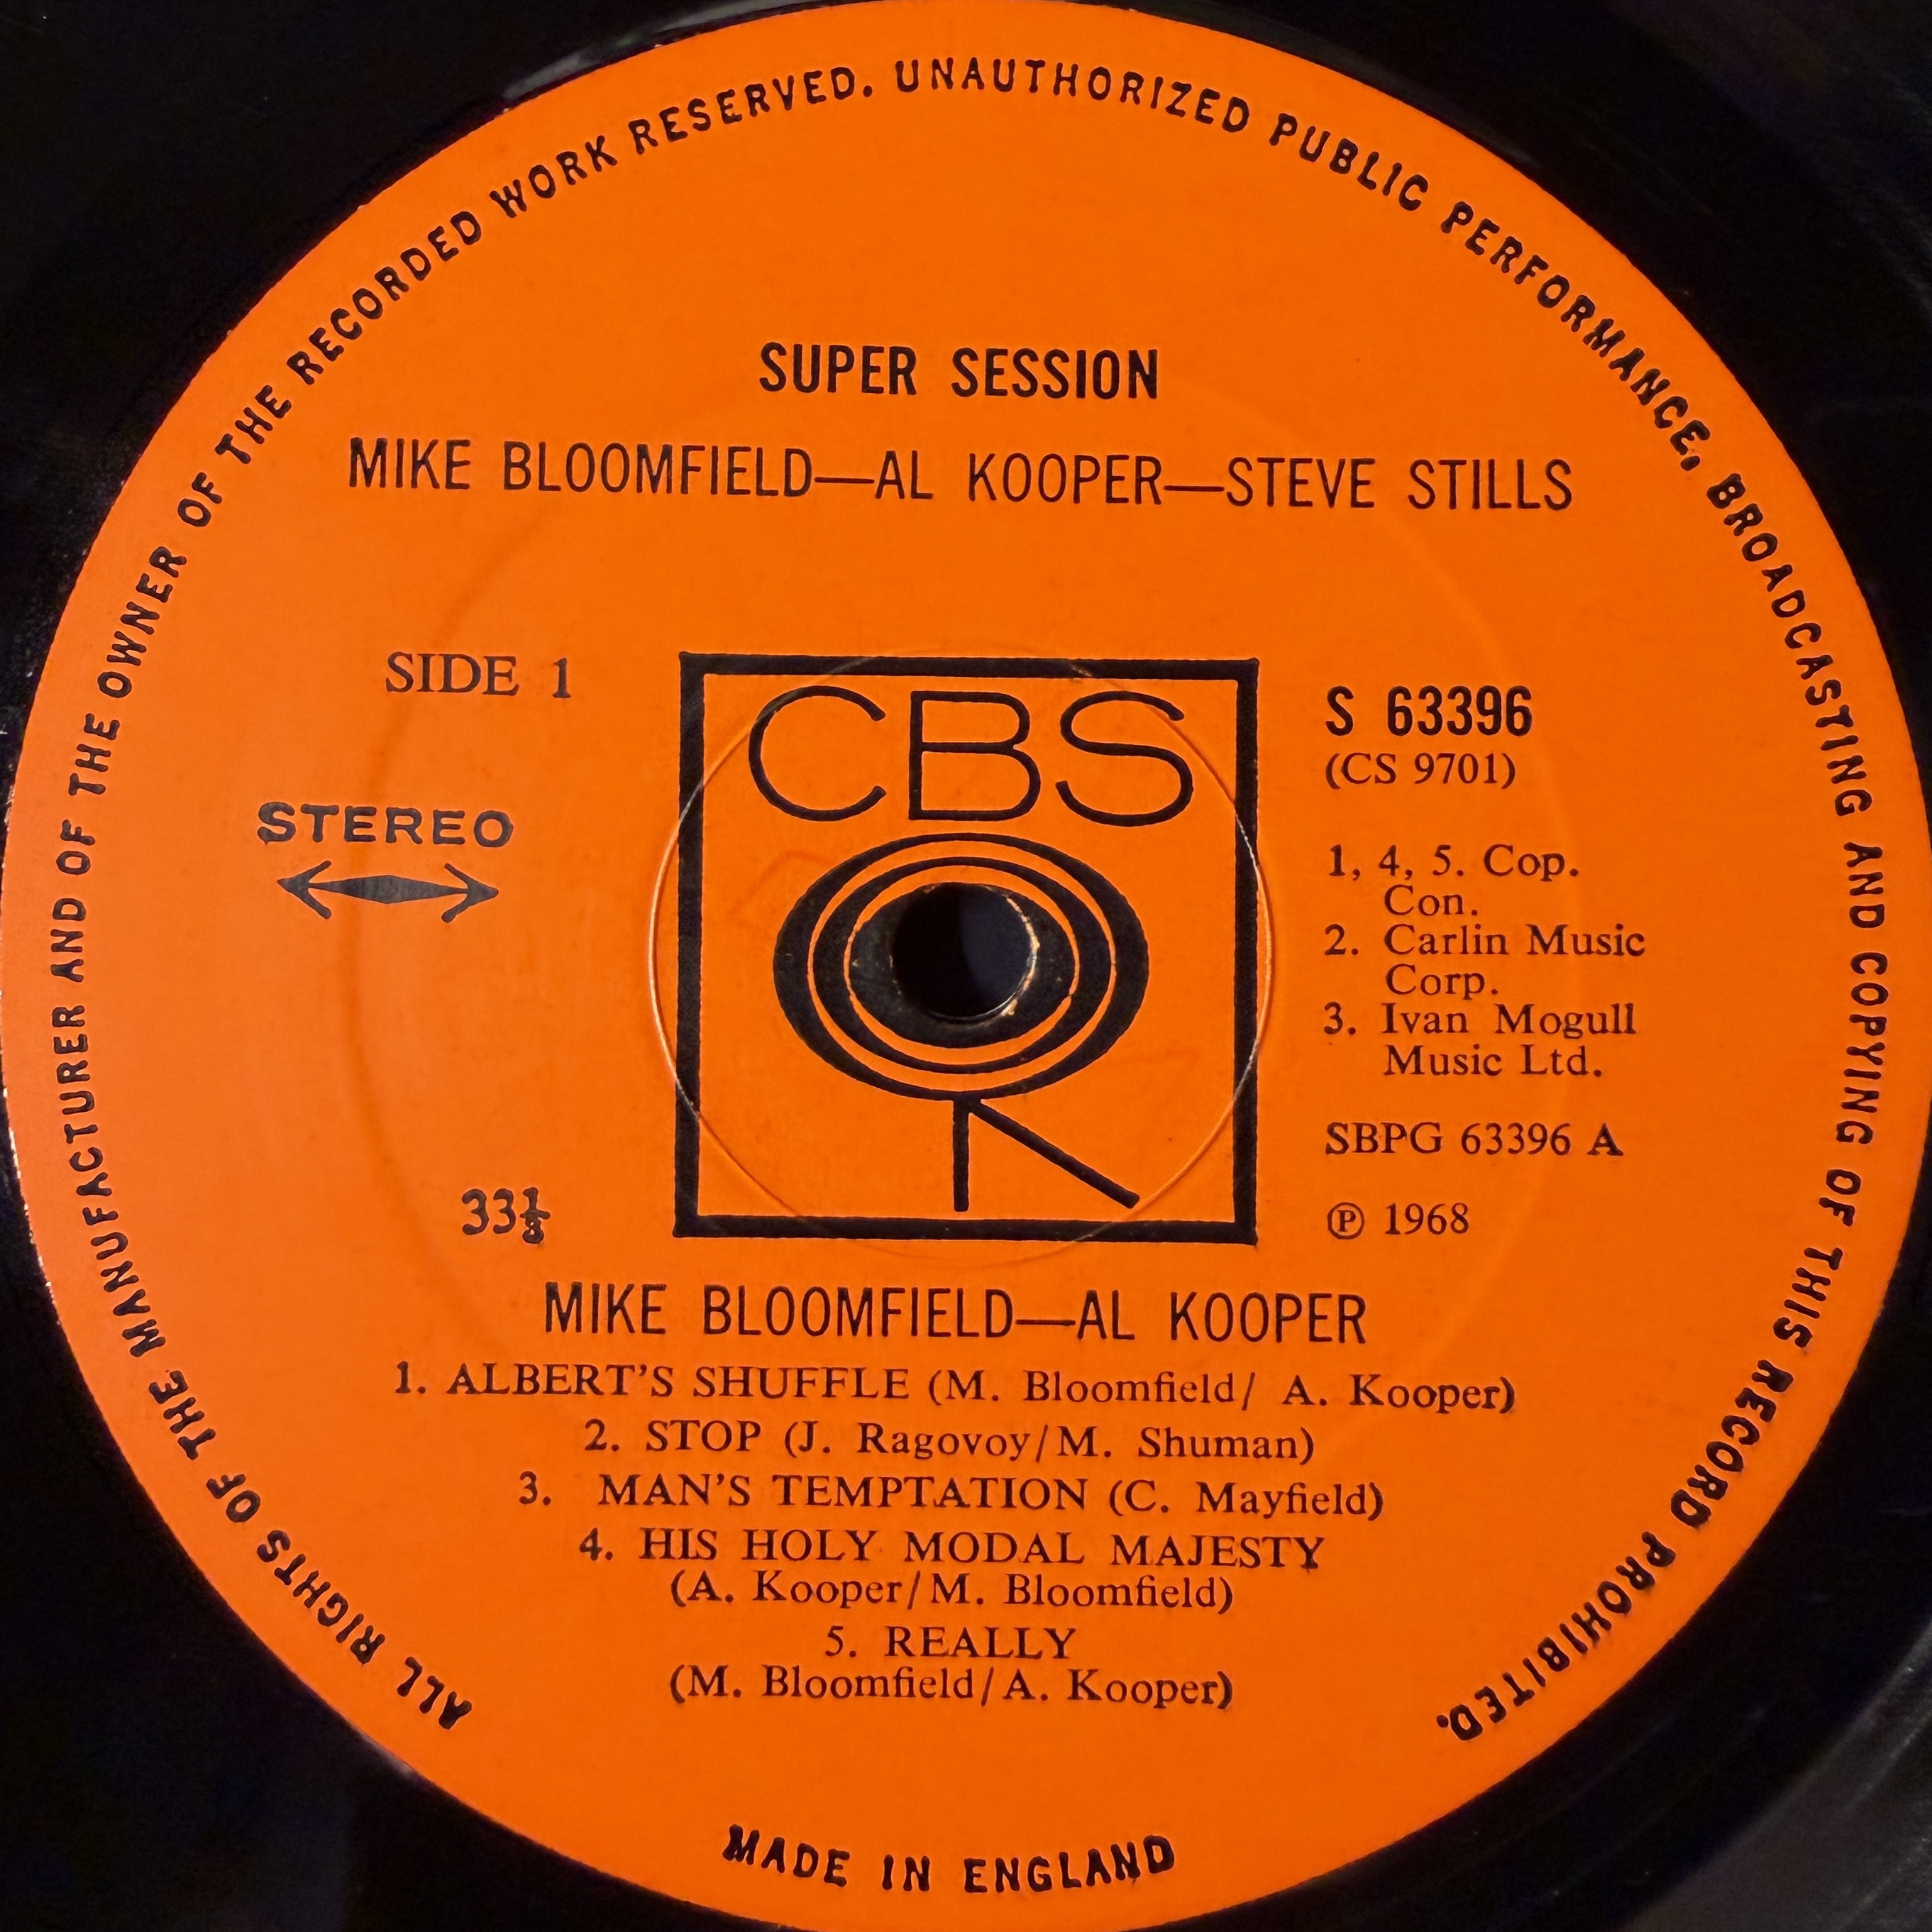 ALL RIGHTS OF THE MANUFACTURER AND OF THE OWNER OF THE RECORDED WORK RESERVED. UNAUTHORIZED PUBLIC PERFORMANCE, BROADCASTING AND COPYING OF THIS RECORD PROHIBITED.
SUPER SESSION
MIKE BLOOMFIELD—AL KOOPER—STEVE STILLS
SIDE 1
CBS
S 63396
(CS 9701)
STEREO
1, 4, 5. Cop.
Con.
2. Carlin Music
Corp.
3. Ivan Mogull
Music Ltd.
SBPG 63396 A
33⅓
℗ 1968
MIKE BLOOMFIELD—AL KOOPER
1. ALBERT'S SHUFFLE (M. Bloomfield/ A. Kooper)
2. STOP (J. Ragovoy/M. Shuman)
3. MAN'S TEMPTATION (C. Mayfield)
4. HIS HOLY MODAL MAJESTY
(A. Kooper/M. Bloomfield)
5. REALLY
(M. Bloomfield/A. Kooper)
MADE IN ENGLAND